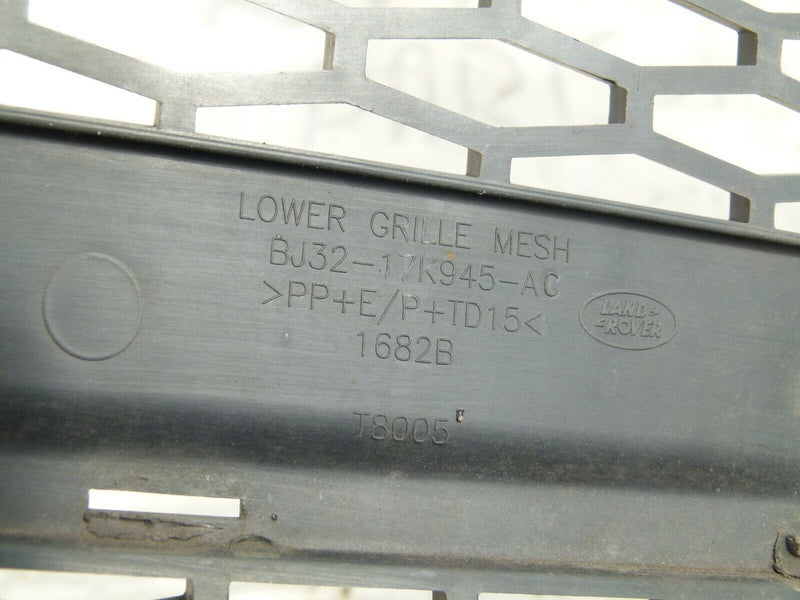 LOWER GRILLE MESH
BJ32-17K945-AC
>PP+E/P+TD15<
1682B
T8005
LAND-
-ROVER